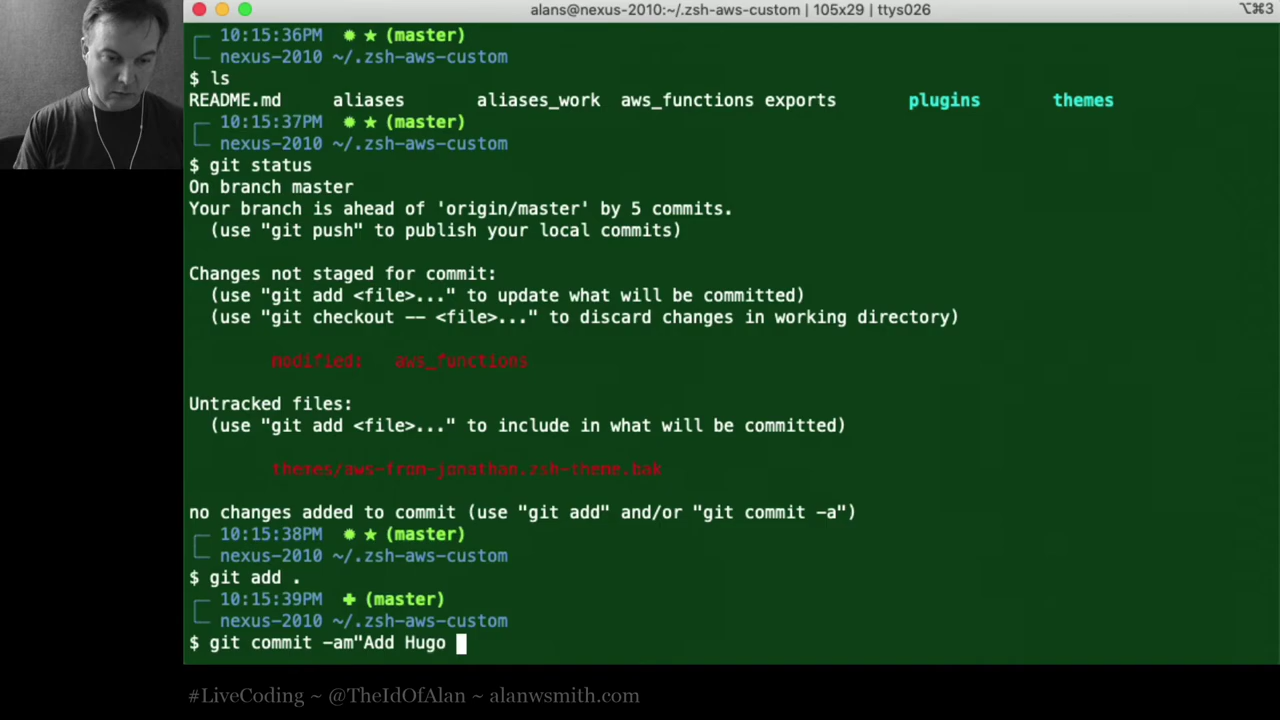 alans@nexus-2010:~/.zsh-aws-custom | 105x29 | ttys026
⌥⌘3
10:15:36PM ✹ ★ (master)
nexus-2010 ~/.zsh-aws-custom
$ ls
README.md aliases aliases_work aws_functions exports plugins themes
10:15:37PM ✹ ★ (master)
nexus-2010 ~/.zsh-aws-custom
$ git status
On branch master
Your branch is ahead of 'origin/master' by 5 commits.
(use "git push" to publish your local commits)
Changes not staged for commit:
(use "git add <file>..." to update what will be committed)
(use "git checkout -- <file>..." to discard changes in working directory)
modified: aws_functions
Untracked files:
(use "git add <file>..." to include in what will be committed)
themes/aws-from-jonathan.zsh-theme.bak
no changes added to commit (use "git add" and/or "git commit -a")
10:15:38PM ✹ ★ (master)
nexus-2010 ~/.zsh-aws-custom
$ git add .
10:15:39PM ✚ (master)
nexus-2010 ~/.zsh-aws-custom
$ git commit -am"Add Hugo
#LiveCoding ~ @TheIdOfAlan ~ alanwsmith.com